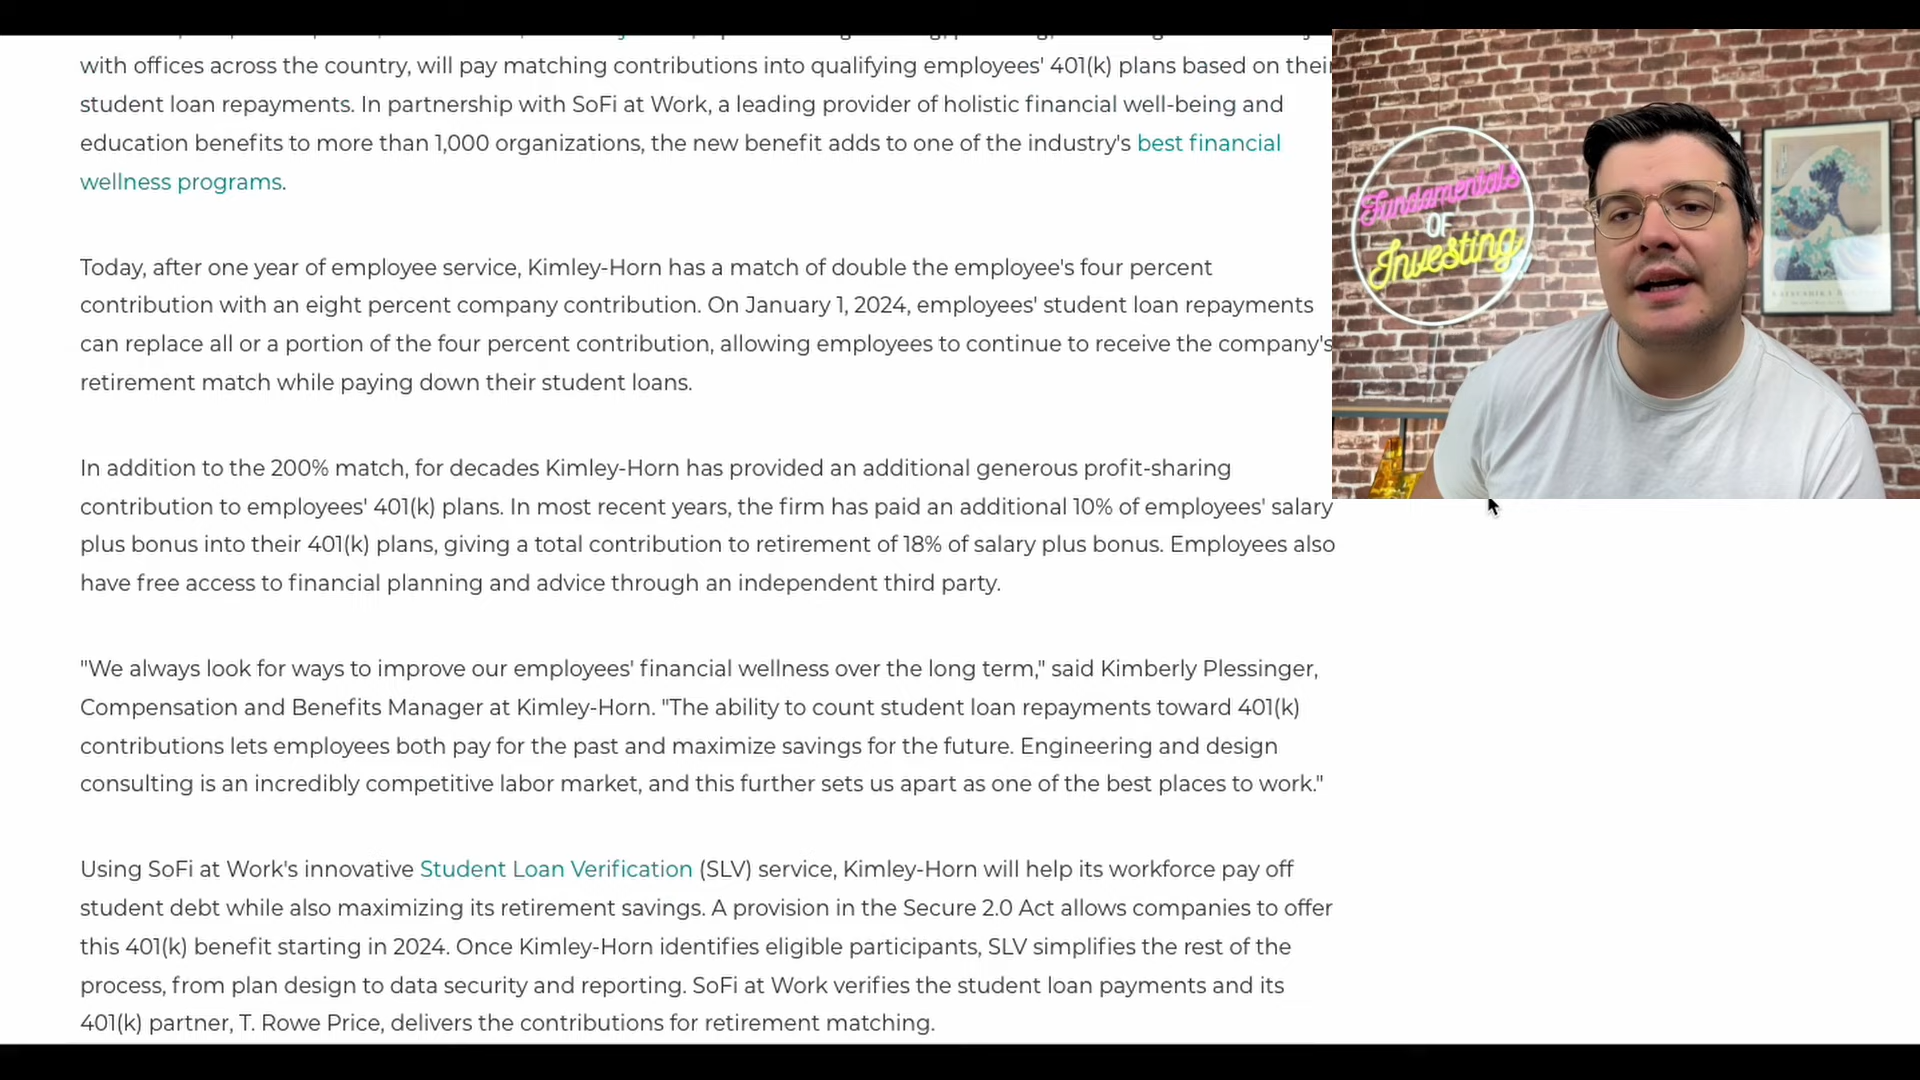 with offices across the country, will pay matching contributions into qualifying employees' 401(k) plans based on their
student loan repayments. In partnership with SoFi at Work, a leading provider of holistic financial well-being and
education benefits to more than 1,000 organizations, the new benefit adds to one of the industry's best financial
wellness programs.
Today, after one year of employee service, Kimley-Horn has a match of double the employee's four percent
contribution with an eight percent company contribution. On January 1, 2024, employees' student loan repayments
can replace all or a portion of the four percent contribution, allowing employees to continue to receive the company's
retirement match while paying down their student loans.
In addition to the 200% match, for decades Kimley-Horn has provided an additional generous profit-sharing
contribution to employees' 401(k) plans. In most recent years, the firm has paid an additional 10% of employees' salary
plus bonus into their 401(k) plans, giving a total contribution to retirement of 18% of salary plus bonus. Employees also
have free access to financial planning and advice through an independent third party.
"We always look for ways to improve our employees' financial wellness over the long term," said Kimberly Plessinger,
Compensation and Benefits Manager at Kimley-Horn. "The ability to count student loan repayments toward 401(k)
contributions lets employees both pay for the past and maximize savings for the future. Engineering and design
consulting is an incredibly competitive labor market, and this further sets us apart as one of the best places to work."
Using SoFi at Work's innovative Student Loan Verification (SLV) service, Kimley-Horn will help its workforce pay off
student debt while also maximizing its retirement savings. A provision in the Secure 2.0 Act allows companies to offer
this 401(k) benefit starting in 2024. Once Kimley-Horn identifies eligible participants, SLV simplifies the rest of the
process, from plan design to data security and reporting. SoFi at Work verifies the student loan payments and its
401(k) partner, T. Rowe Price, delivers the contributions for retirement matching.
Fundamentals
OF
Investing